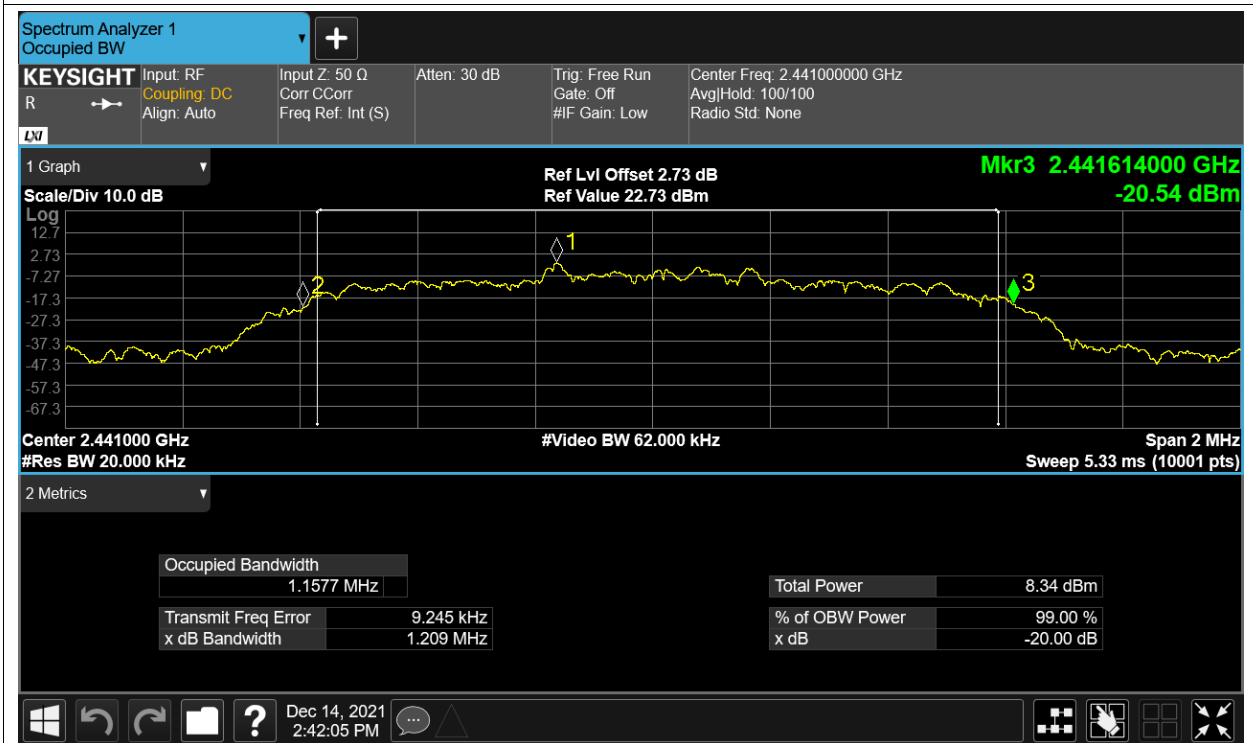 Spectrum Analyzer 1
Occupied BW
+
KEYSIGHT
R
LXI
Input: RF
Coupling: DC
Align: Auto
Input Z: 50 Ω
Corr CCorr
Freq Ref: Int (S)
Atten: 30 dB
Trig: Free Run
Gate: Off
#IF Gain: Low
Center Freq: 2.441000000 GHz
Avg|Hold: 100/100
Radio Std: None
1 Graph
Scale/Div 10.0 dB
Ref Lvl Offset 2.73 dB
Ref Value 22.73 dBm
Mkr3 2.441614000 GHz
-20.54 dBm
Log
12.7
2.73
-7.27
-17.3
-27.3
-37.3
-47.3
-57.3
-67.3
1
2
3
Center 2.441000 GHz
#Res BW 20.000 kHz
#Video BW 62.000 kHz
Span 2 MHz
Sweep 5.33 ms (10001 pts)
2 Metrics
Occupied Bandwidth
1.1577 MHz
Transmit Freq Error 9.245 kHz
x dB Bandwidth 1.209 MHz
Total Power 8.34 dBm
% of OBW Power 99.00 %
x dB -20.00 dB
?
Dec 14, 2021
2:42:05 PM